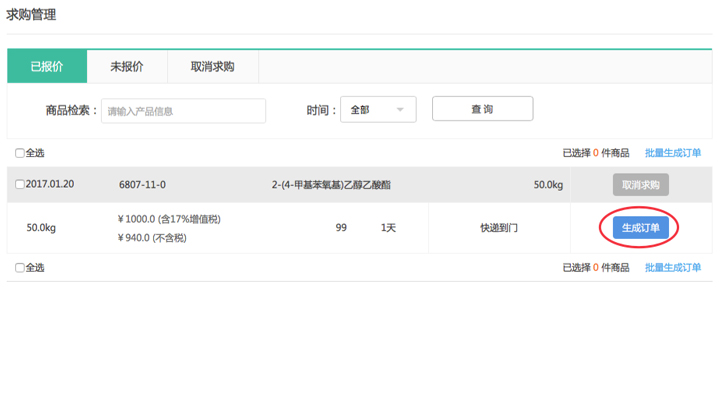 求购管理
已报价 未报价 取消求购
商品检索： 请输入产品信息 时间： 全部 查 询
全选 已选择 0 件商品 批量生成订单
2017.01.20 6807-11-0 2-(4-甲基苯氧基)乙醇乙酸酯 50.0kg 取消求购
50.0kg ¥1000.0 (含17%增值税) 99 1天 快递到门 生成订单
¥940.0 (不含税)
全选 已选择 0 件商品 批量生成订单